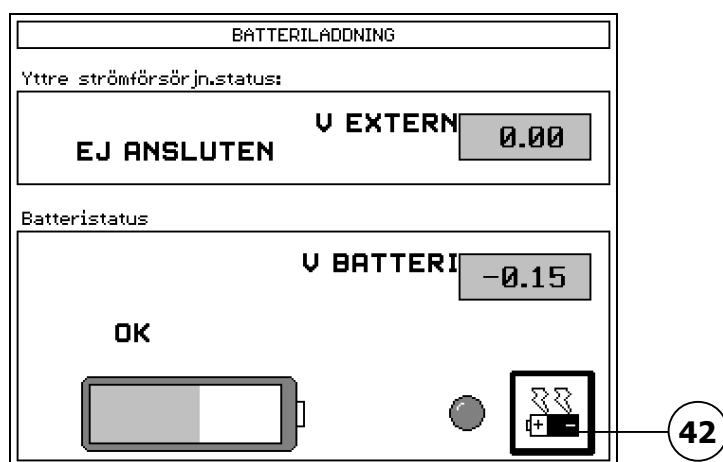 BATTERILADDNING
Yttre strömförsörjn.status:
V EXTERN 0.00
EJ ANSLUTEN
Batteristatus
V BATTERI -0.15
OK
+ -
42